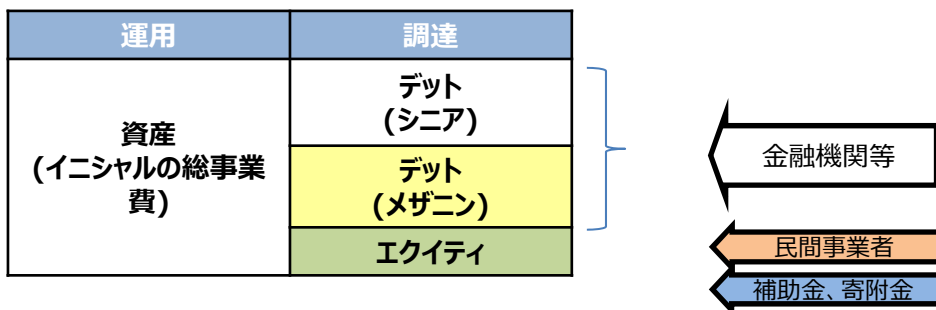 運用
調達
資産
(イニシャルの総事業
費)
デット
(シニア)
デット
(メザニン)
エクイティ
金融機関等
民間事業者
補助金、寄附金